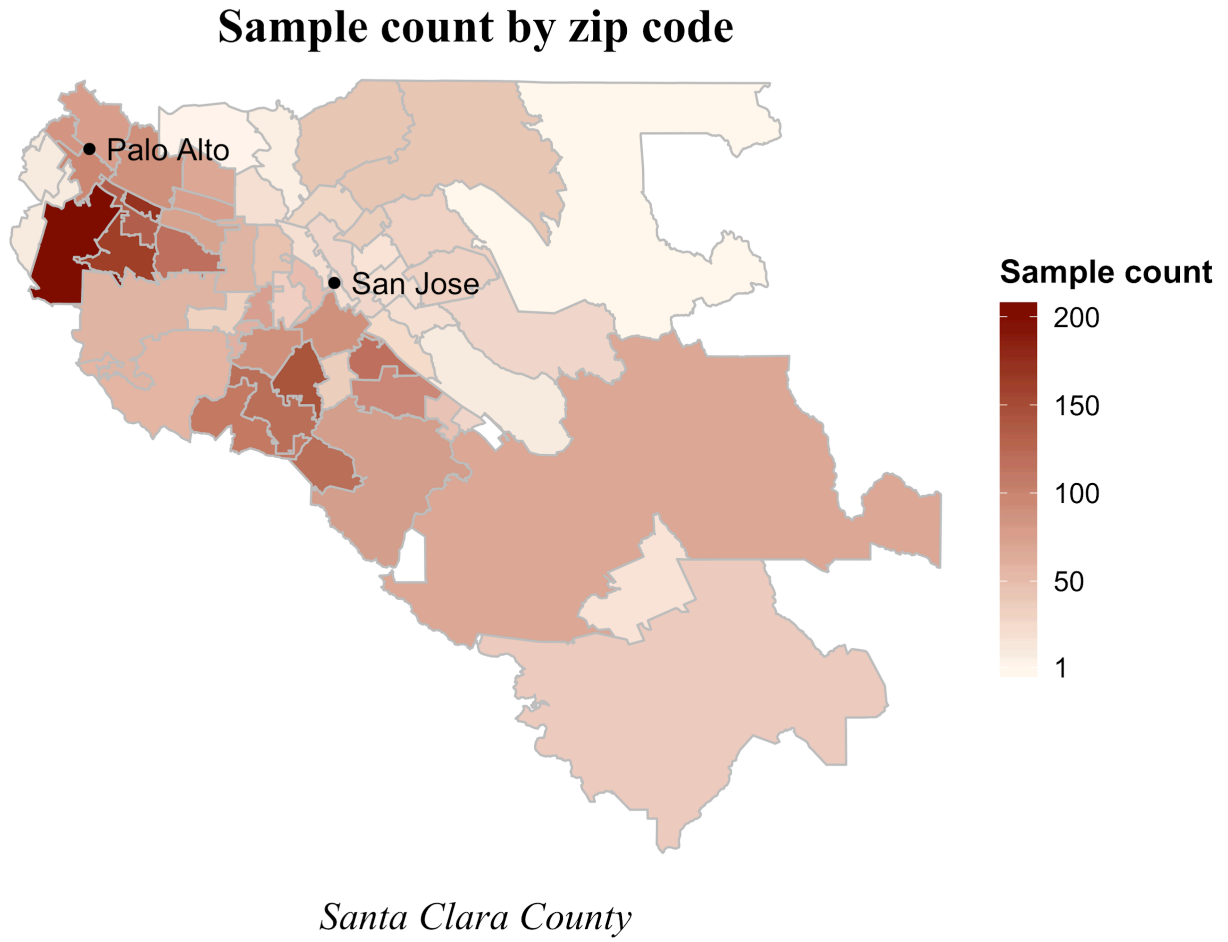 Sample count by zip code
Palo Alto
San Jose
Sample count
200
150
100
50
1
Santa Clara County